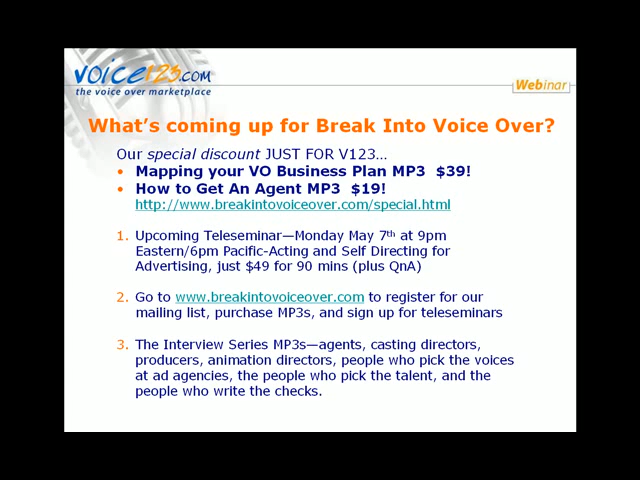 VOICE123.COM
the voice over marketplace
Webinar
What's coming up for Break Into Voice Over?
Our special discount JUST FOR V123…
• Mapping your VO Business Plan MP3 $39!
• How to Get An Agent MP3 $19!
http://www.breakintovoiceover.com/special.html
1. Upcoming Teleseminar—Monday May 7th at 9pm
Eastern/6pm Pacific-Acting and Self Directing for
Advertising, just $49 for 90 mins (plus QnA)
2. Go to www.breakintovoiceover.com to register for our
mailing list, purchase MP3s, and sign up for teleseminars
3. The Interview Series MP3s—agents, casting directors,
producers, animation directors, people who pick the voices
at ad agencies, the people who pick the talent, and the
people who write the checks.